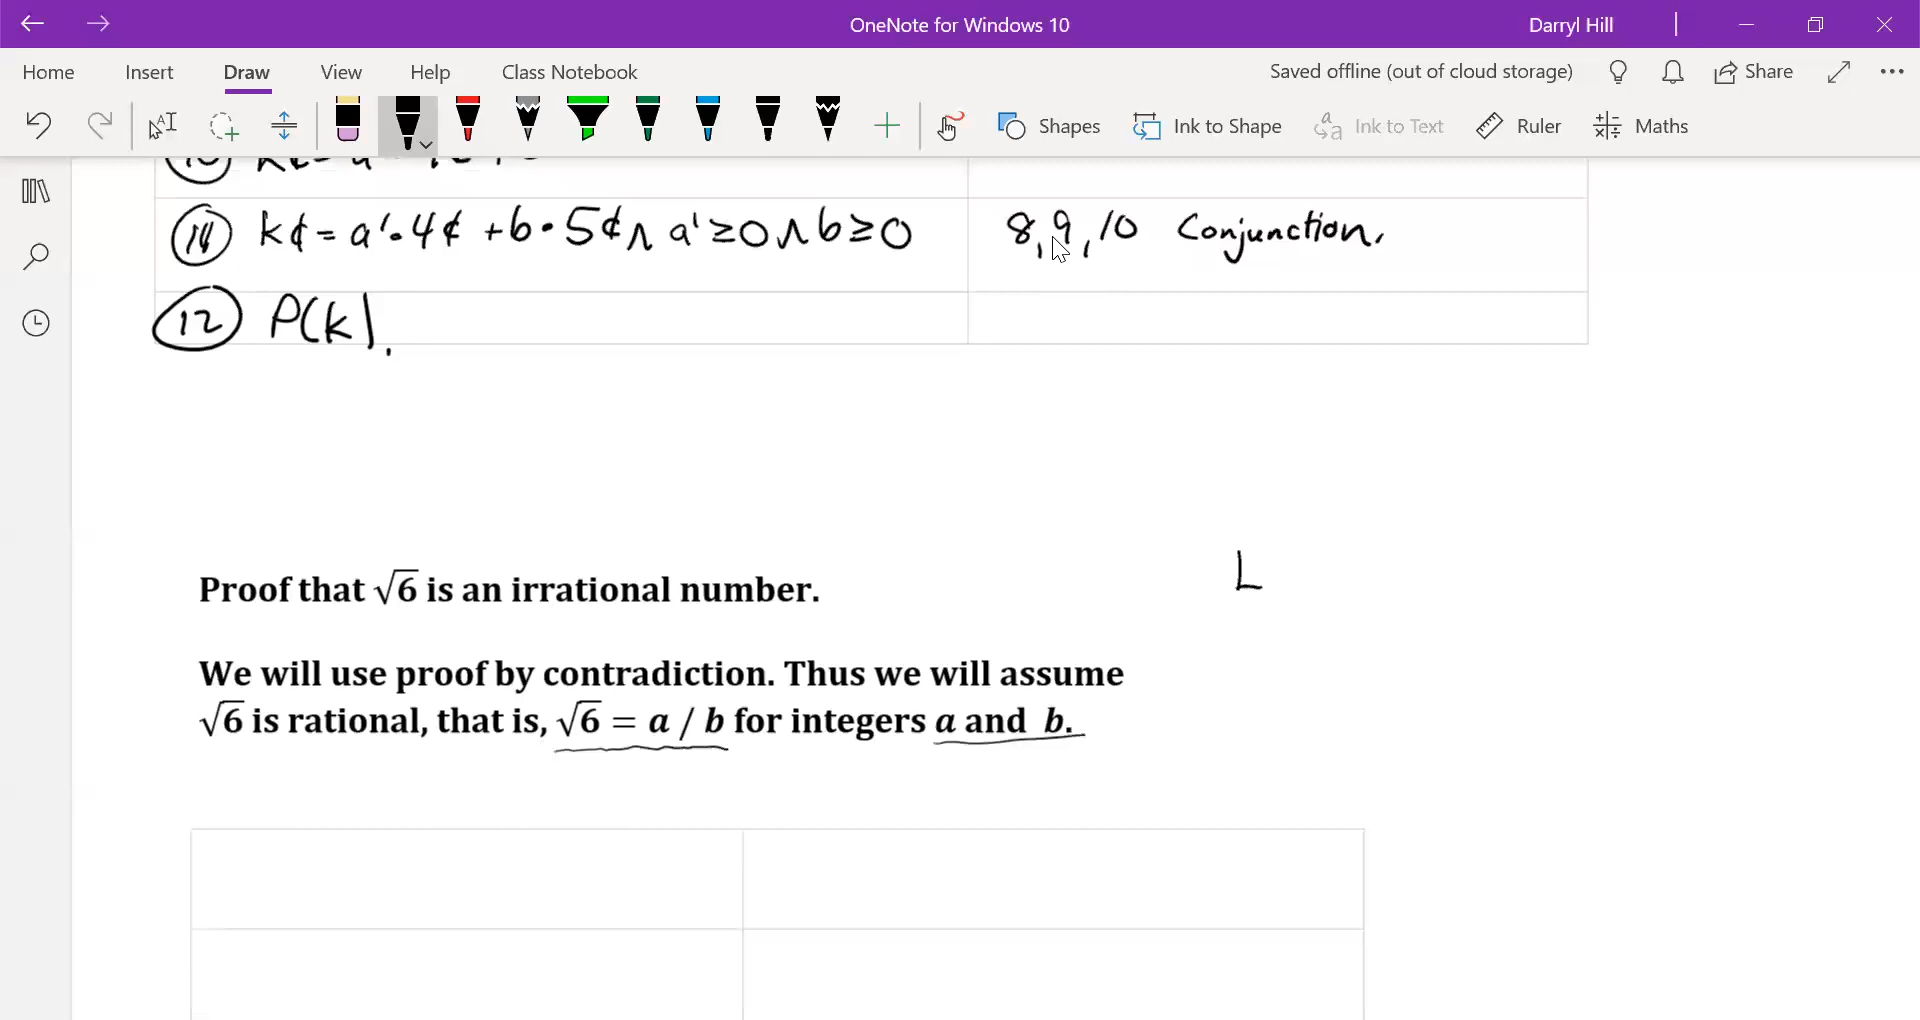 OneNote for Windows 10
Darryl Hill
Home Insert Draw View Help Class Notebook
Saved offline (out of cloud storage)
Share
Shapes
Ink to Shape
Ink to Text
Ruler
Maths
11 k¢ = a'·4¢ + b·5¢ ∧ a' ≥ 0 ∧ b ≥ 0
8, 9, 10 Conjunction.
12 P(k).
L
Proof that √6 is an irrational number.
We will use proof by contradiction. Thus we will assume
√6 is rational, that is, √6 = a / b for integers a and b.